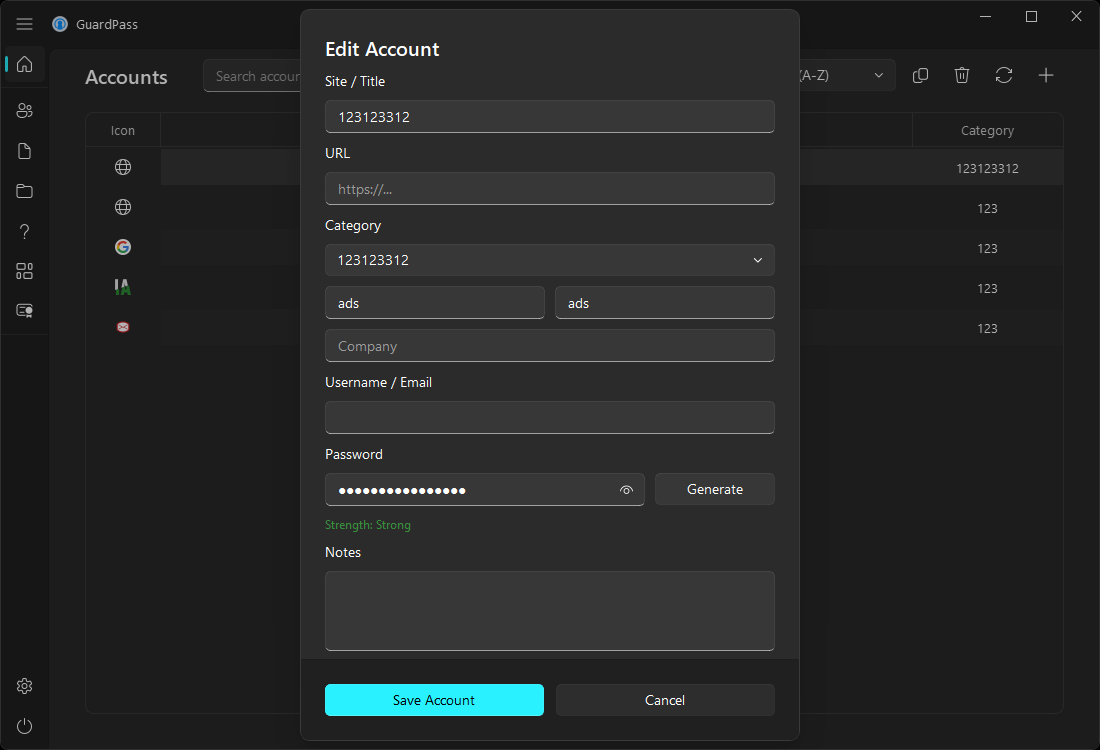 GuardPass
Edit Account
Accounts
Search accoun
(A-Z)
Site / Title
123123312
URL
https://...
Category
123123312
ads
ads
Company
Username / Email
Password
●●●●●●●●●●●●●●●●
Generate
Strength: Strong
Notes
Save Account
Cancel
Icon
Category
123123312
123
123
IA
123
123